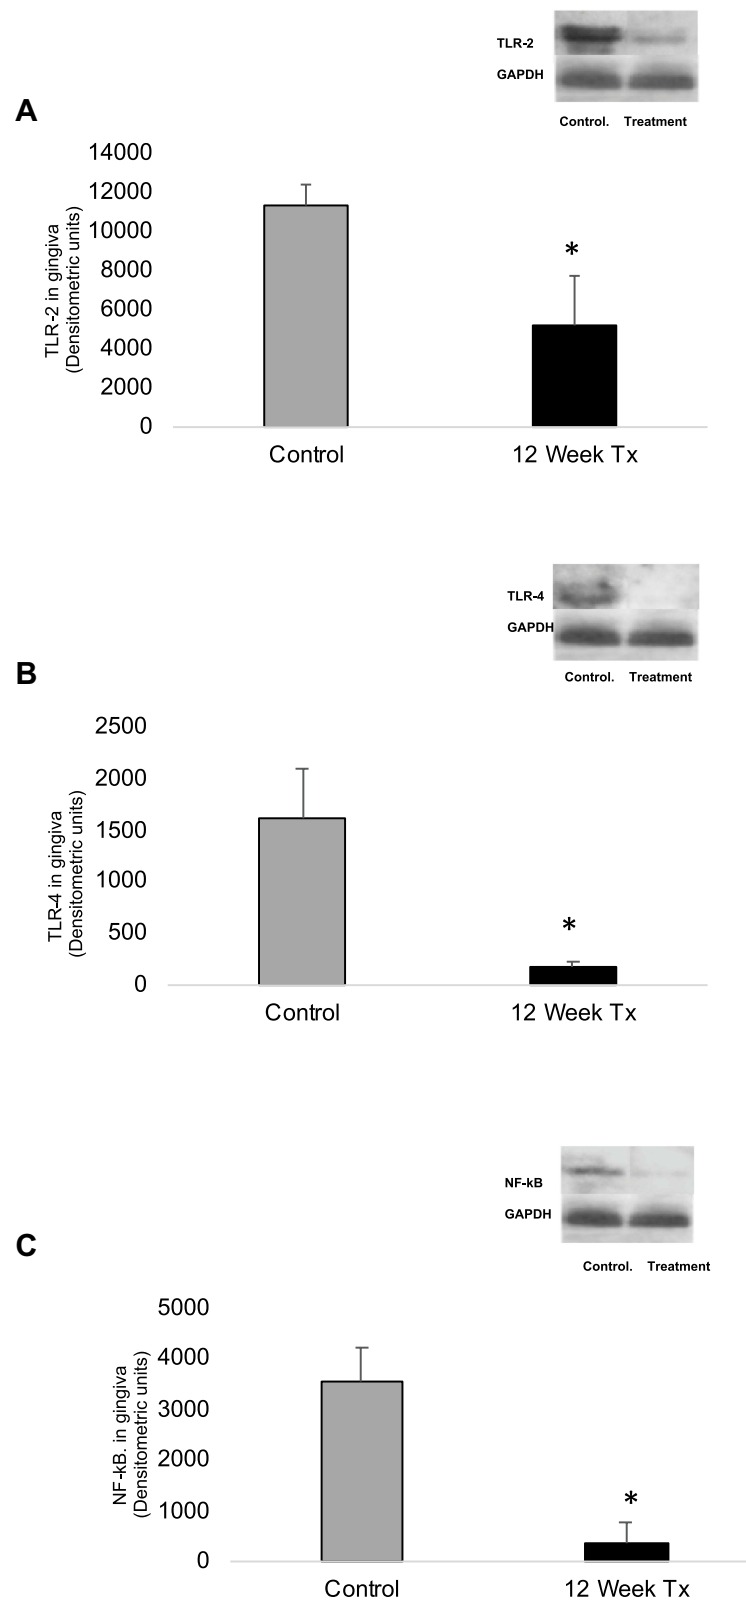 TLR-2
GAPDH
Control. Treatment
A
14000
12000
10000
8000
6000
4000
2000
0
TLR-2 in gingiva
(Densitometric units)
*
Control 12 Week Tx
TLR-4
GAPDH
Control. Treatment
B
2500
2000
1500
1000
500
0
TLR-4 in gingiva
(Densitometric units)
*
Control 12 Week Tx
NF-kB
GAPDH
Control. Treatment
C
5000
4000
3000
2000
1000
0
NF-kB. in gingiva
(Densitometric units)
*
Control 12 Week Tx